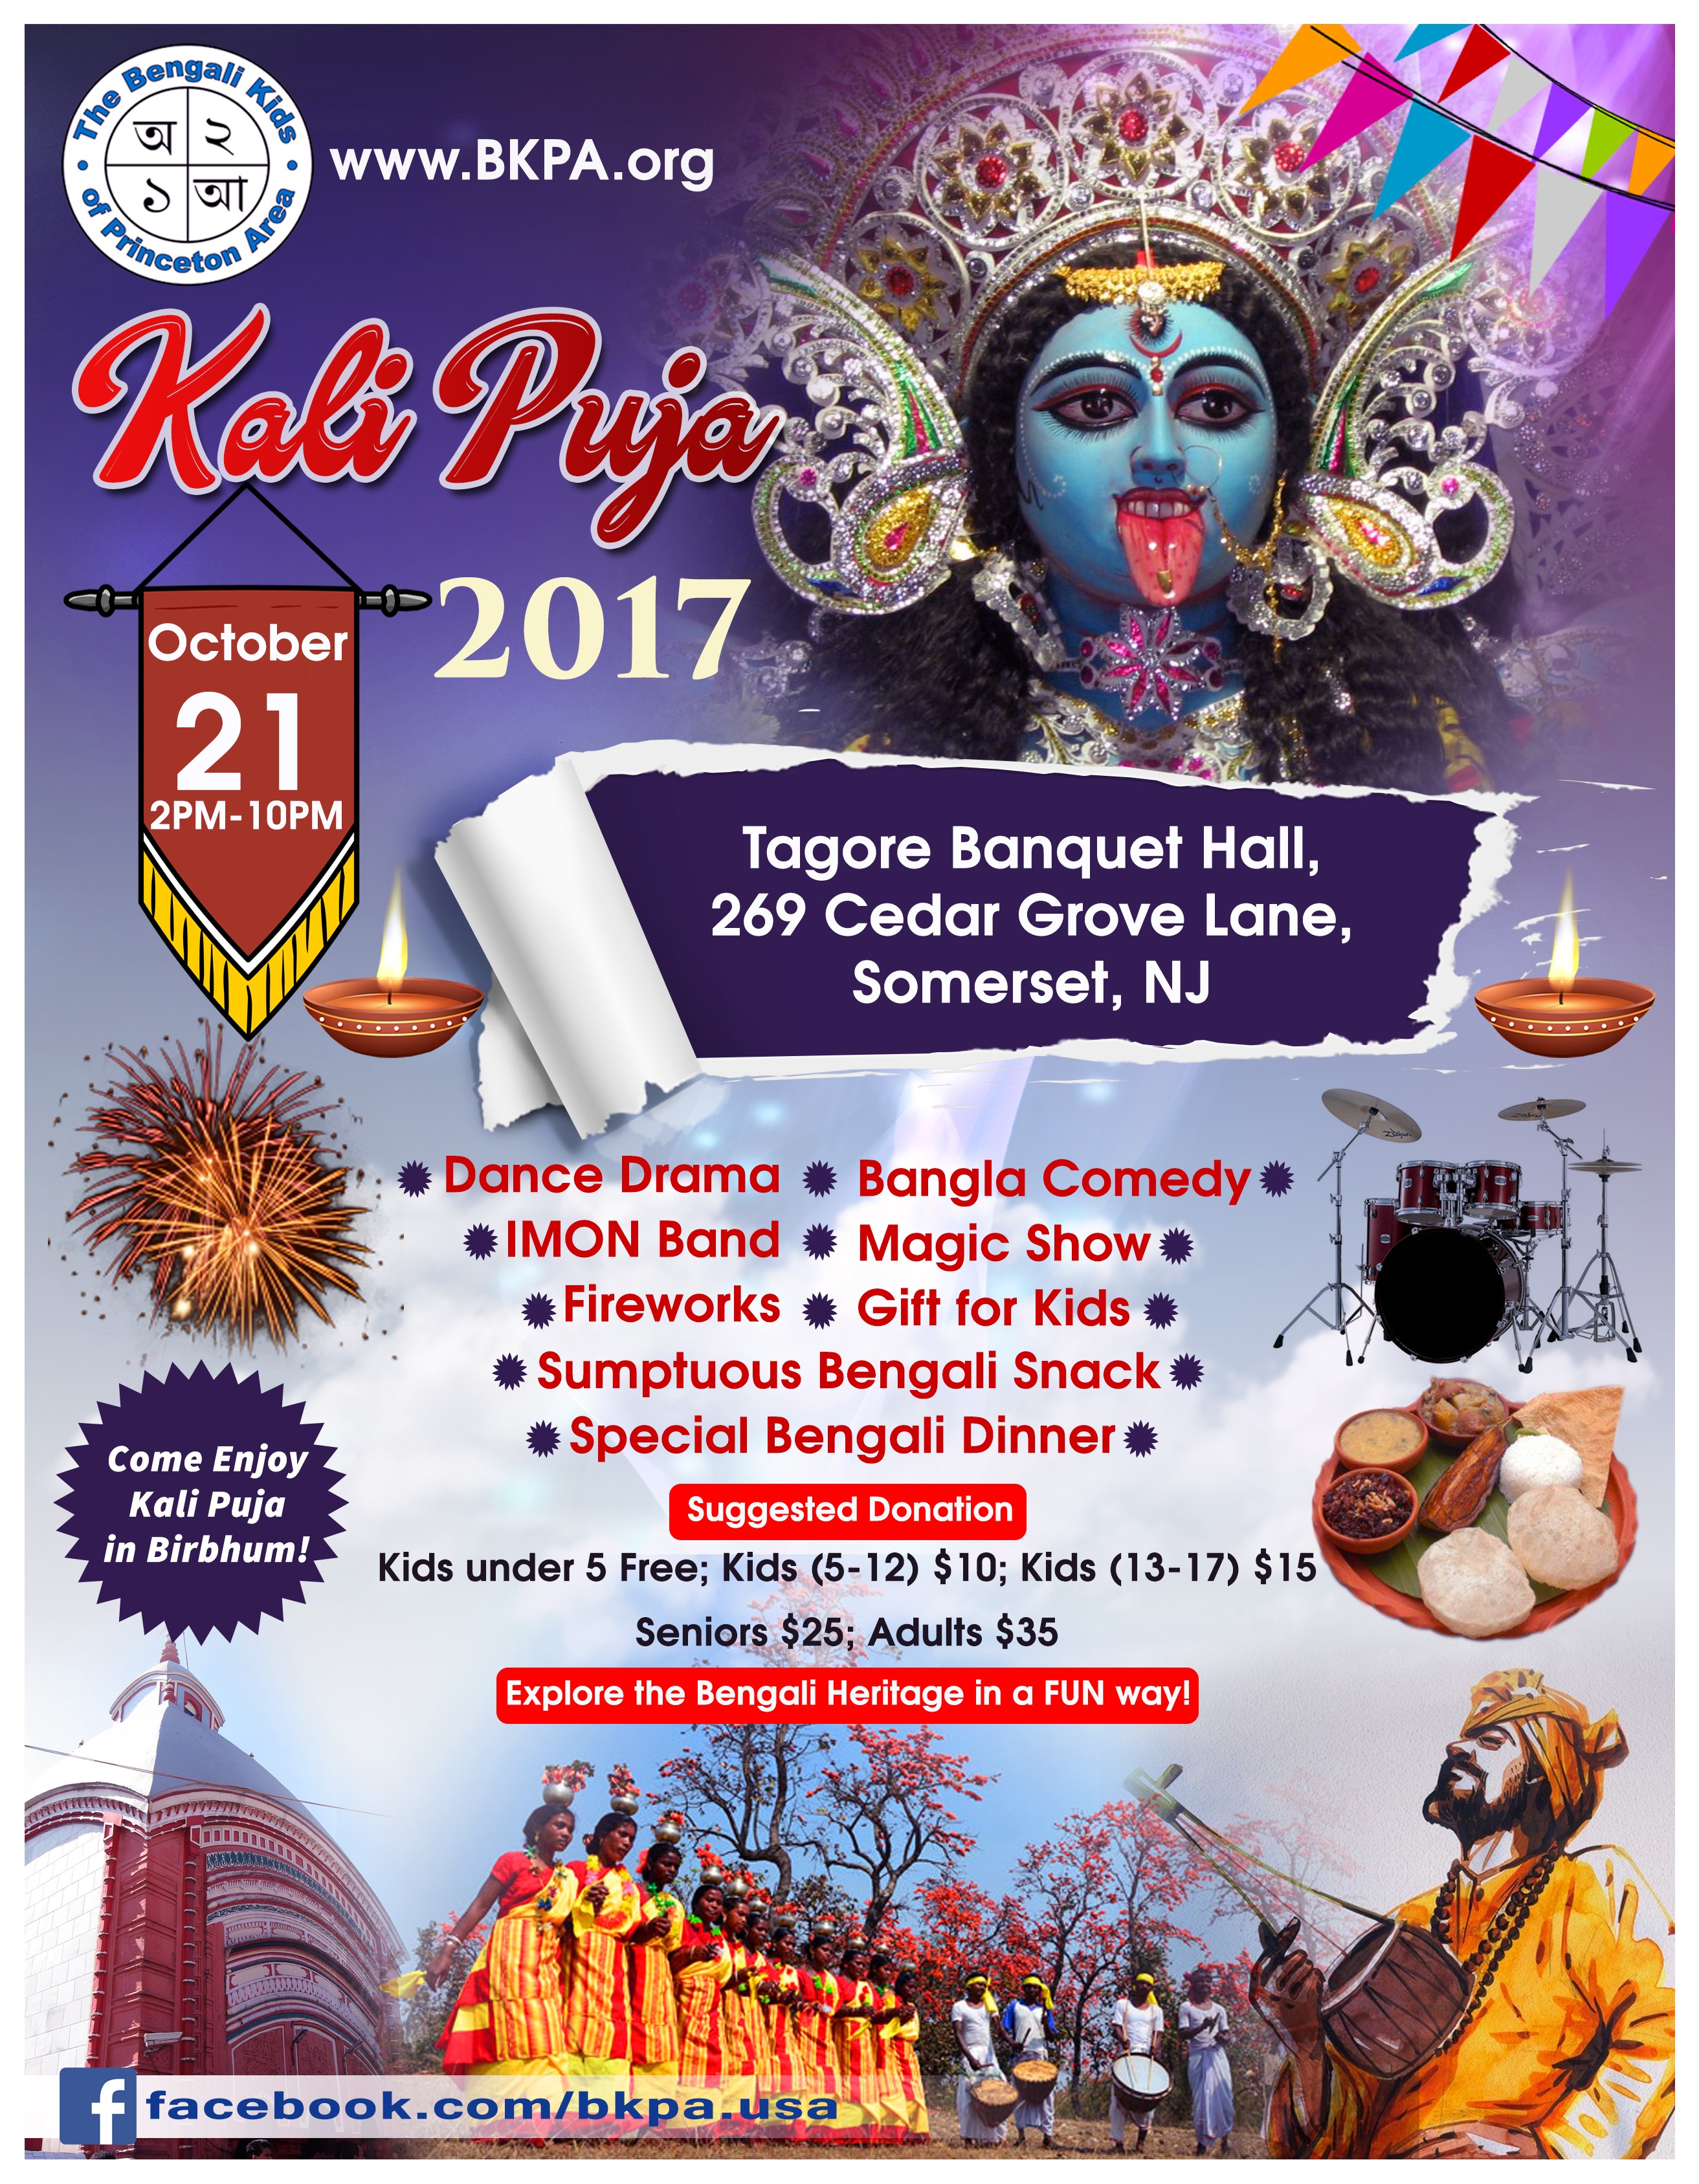 The Bengali Kids
of Princeton Area
অ ২
১ আ
www.BKPA.org
Kali Puja
2017
October
21
2PM-10PM
Tagore Banquet Hall,
269 Cedar Grove Lane,
Somerset, NJ
Dance Drama Bangla Comedy
IMON Band Magic Show
Fireworks Gift for Kids
Sumptuous Bengali Snack
Special Bengali Dinner
Come Enjoy
Kali Puja
in Birbhum!
Suggested Donation
Kids under 5 Free; Kids (5-12) $10; Kids (13-17) $15
Seniors $25; Adults $35
Explore the Bengali Heritage in a FUN way!
f facebook.com/bkpa.usa